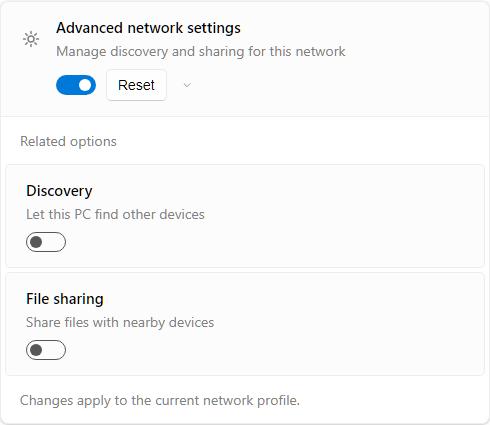 Advanced network settings
Manage discovery and sharing for this network
Reset
Related options
Discovery
Let this PC find other devices
File sharing
Share files with nearby devices
Changes apply to the current network profile.